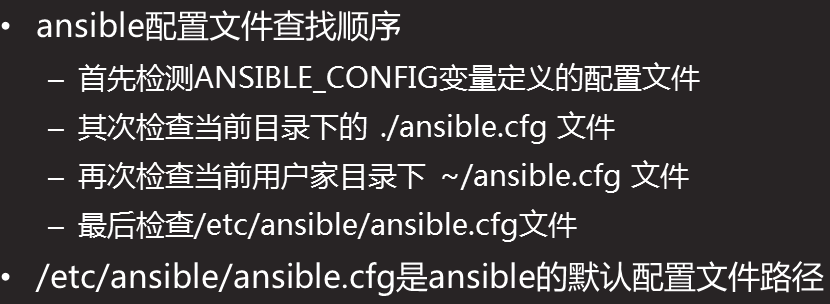 • ansible配置文件查找顺序
– 首先检测ANSIBLE_CONFIG变量定义的配置文件
– 其次检查当前目录下的 ./ansible.cfg 文件
– 再次检查当前用户家目录下 ~/ansible.cfg 文件
– 最后检查/etc/ansible/ansible.cfg文件
• /etc/ansible/ansible.cfg是ansible的默认配置文件路径